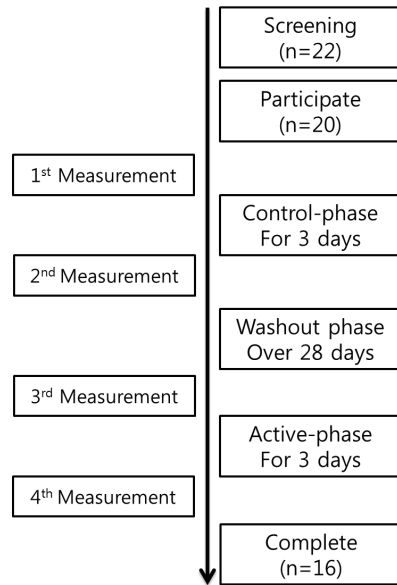 Screening
(n=22)
Participate
(n=20)
1st Measurement
Control-phase
For 3 days
2nd Measurement
Washout phase
Over 28 days
3rd Measurement
Active-phase
For 3 days
4th Measurement
Complete
(n=16)